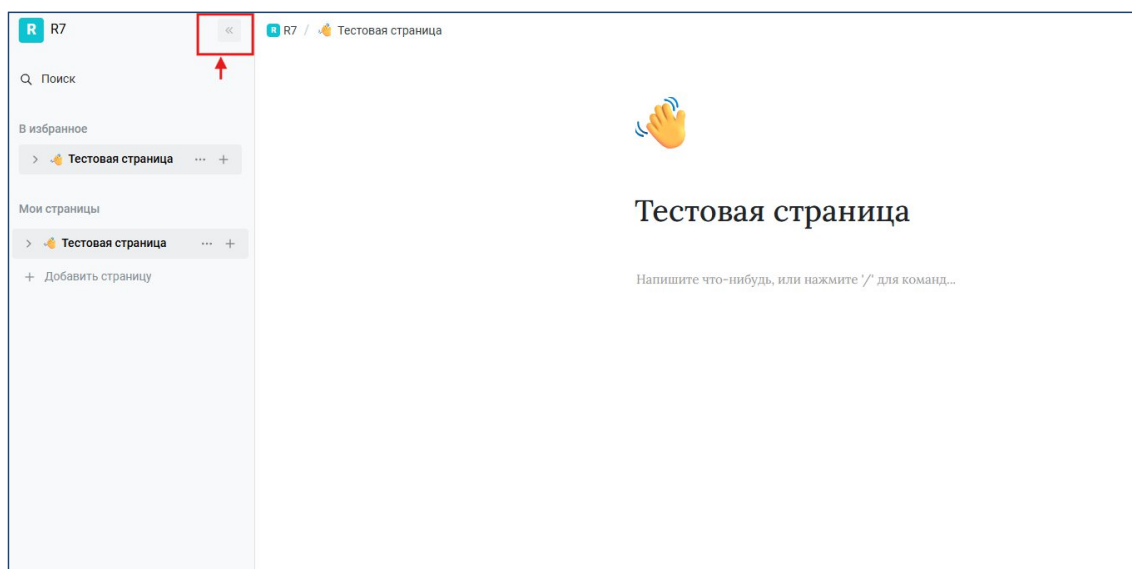 R R7 «
R R7 / Тестовая страница
Поиск
В избранное
Тестовая страница ... +
Мои страницы
Тестовая страница ... +
+ Добавить страницу
Тестовая страница
Напишите что-нибудь, или нажмите '/' для команд...